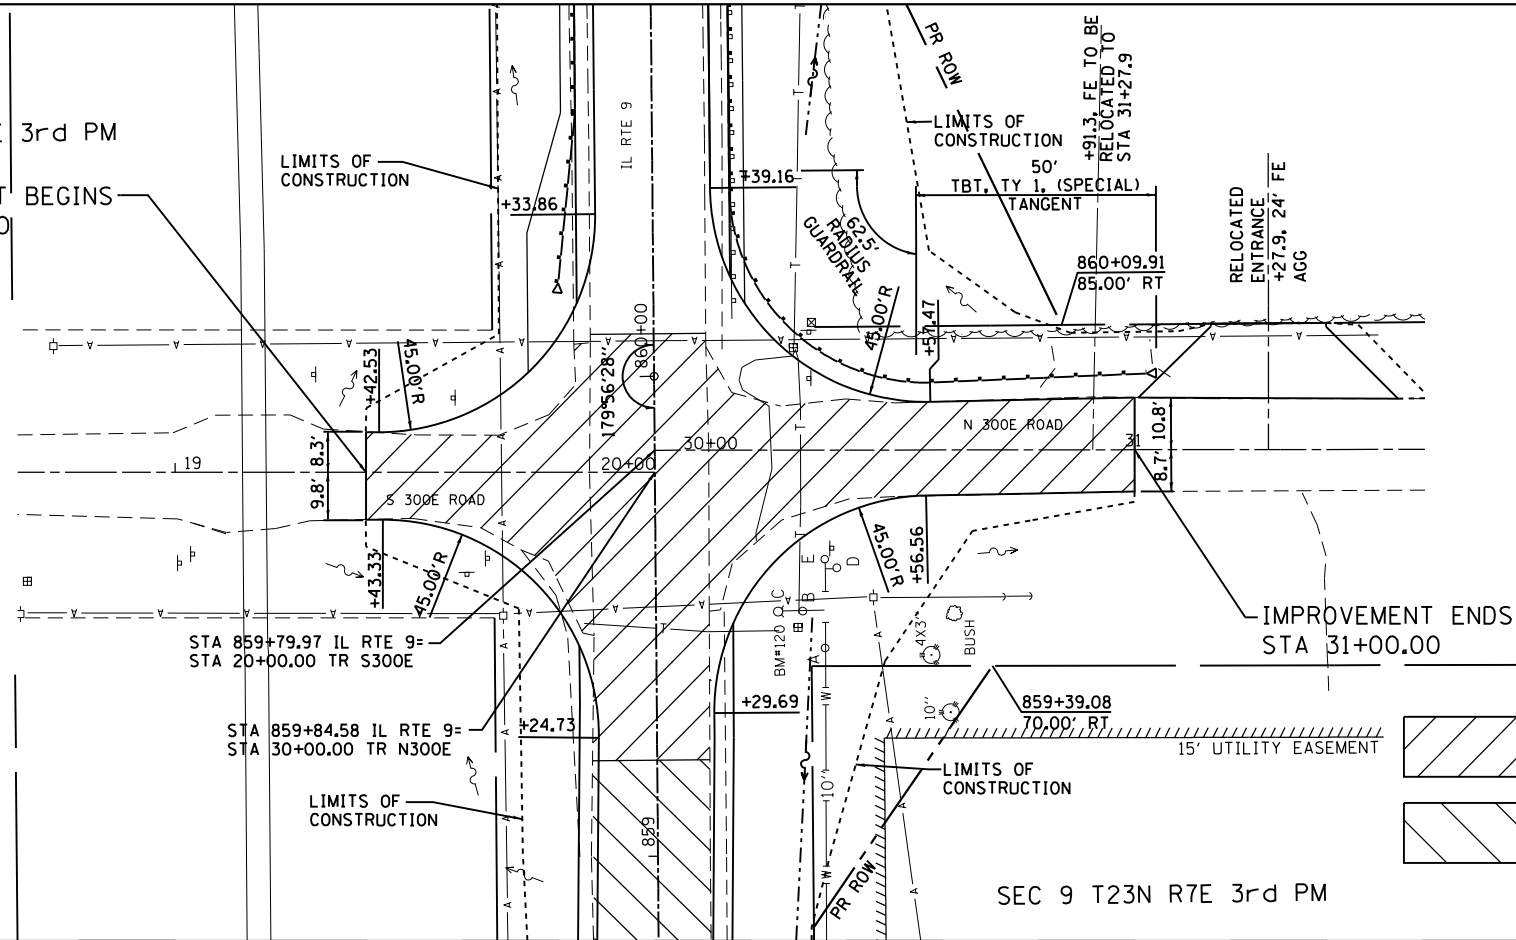 3rd PM
T BEGINS
LIMITS OF
CONSTRUCTION
+33.86
IL RTE 9
+39.16
PR ROW
LIMITS OF
CONSTRUCTION
+91.3, FE TO BE
RELOCATED TO
STA 31+27.9
50'
TBT, TY 1, (SPECIAL)
TANGENT
62.5'
RADIUS
GUARDRAIL
860+09.91
85.00' RT
RELOCATED
ENTRANCE
+27.9, 24' FE
AGG
+42.53
45.00'R
179°56'28"
860+00
45.00'R
+57.47
19
9.8' 8.3'
S 300E ROAD
20+00
30+00
N 300E ROAD
31
8.7' 10.8'
+43.33
45.00'R
45.00'R
+56.56
STA 859+79.97 IL RTE 9=
STA 20+00.00 TR S300E
STA 859+84.58 IL RTE 9=
STA 30+00.00 TR N300E
BM#120
C
B
E
D
A
4X3"
BUSH
10"
IMPROVEMENT ENDS
STA 31+00.00
+24.73
+29.69
859+39.08
70.00' RT
15' UTILITY EASEMENT
LIMITS OF
CONSTRUCTION
LIMITS OF
CONSTRUCTION
859
10"
PR ROW
SEC 9 T23N R7E 3rd PM